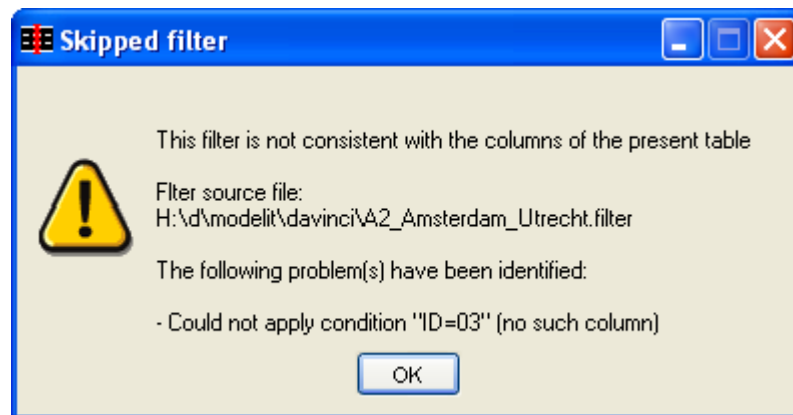 Skipped filter
This filter is not consistent with the columns of the present table
Flter source file:
H:\d\modelit\davinci\A2_Amsterdam_Utrecht.filter
The following problem(s) have been identified:
- Could not apply condition "ID=03" (no such column)
OK